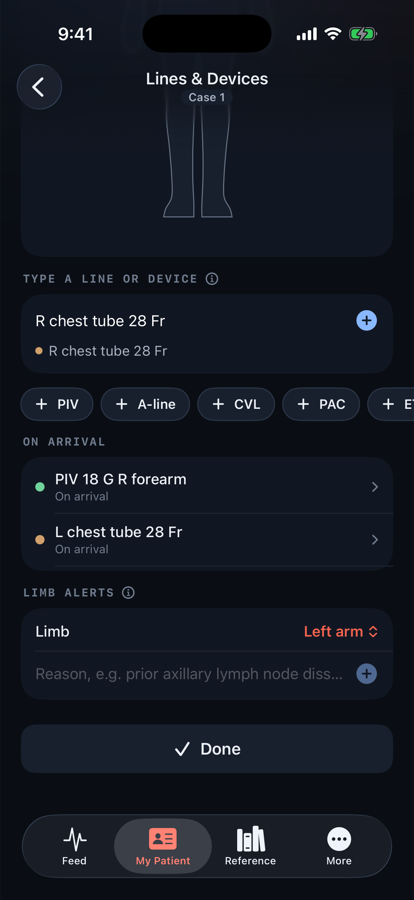 9:41
Lines & Devices
Case 1
TYPE A LINE OR DEVICE
R chest tube 28 Fr
R chest tube 28 Fr
PIV
A-line
CVL
PAC
ON ARRIVAL
PIV 18 G R forearm
On arrival
L chest tube 28 Fr
On arrival
LIMB ALERTS
Limb
Left arm
Reason, e.g. prior axillary lymph node diss...
Done
Feed
My Patient
Reference
More